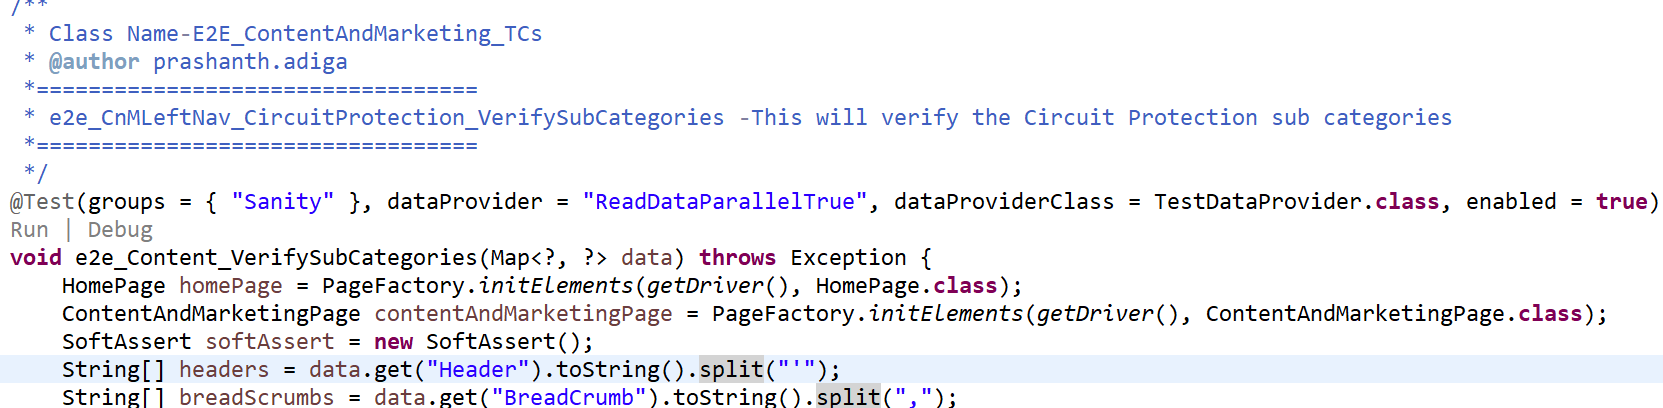 /**
* Class Name-E2E_ContentAndMarketing_TCs
* @author prashanth.adiga
*==================================
* e2e_CnMLeftNav_CircuitProtection_VerifySubCategories -This will verify the Circuit Protection sub categories
*==================================
*/
@Test(groups = { "Sanity" }, dataProvider = "ReadDataParallelTrue", dataProviderClass = TestDataProvider.class, enabled = true)
Run | Debug
void e2e_Content_VerifySubCategories(Map<?, ?> data) throws Exception {
HomePage homePage = PageFactory.initElements(getDriver(), HomePage.class);
ContentAndMarketingPage contentAndMarketingPage = PageFactory.initElements(getDriver(), ContentAndMarketingPage.class);
SoftAssert softAssert = new SoftAssert();
String[] headers = data.get("Header").toString().split("'");
String[] breadScrumbs = data.get("BreadCrumb").toString().split(",");